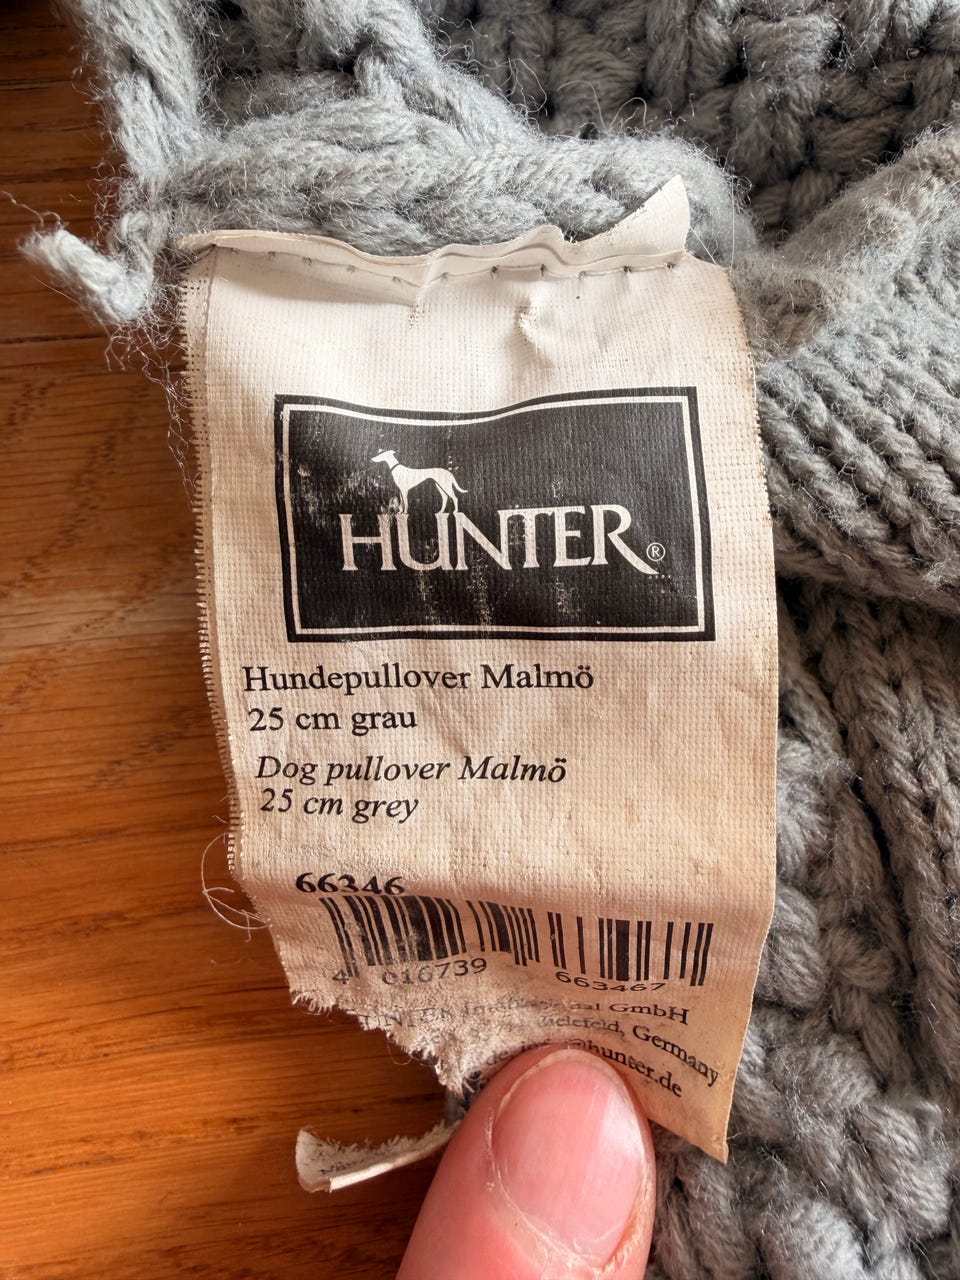 HUNTER®
Hundepullover Malmö
25 cm grau
Dog pullover Malmö
25 cm grey
66346
4 016739 663467
GmbH
Germany
@hunter.de